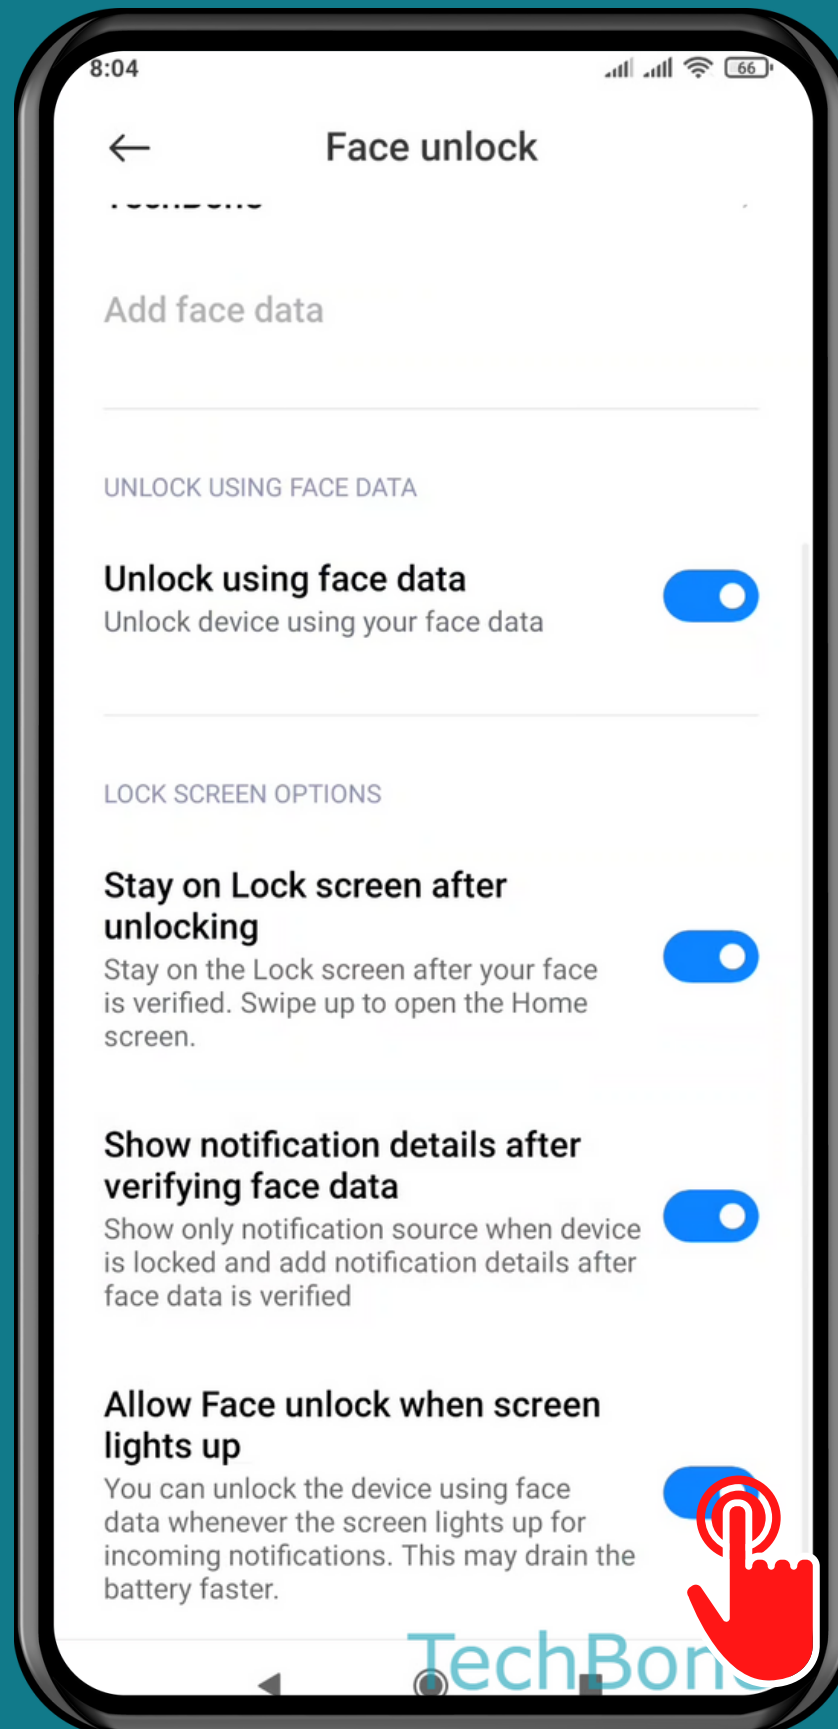 8:04
66
Face unlock
Add face data
UNLOCK USING FACE DATA
Unlock using face data
Unlock device using your face data
LOCK SCREEN OPTIONS
Stay on Lock screen after
unlocking
Stay on the Lock screen after your face
is verified. Swipe up to open the Home
screen.
Show notification details after
verifying face data
Show only notification source when device
is locked and add notification details after
face data is verified
Allow Face unlock when screen
lights up
You can unlock the device using face
data whenever the screen lights up for
incoming notifications. This may drain the
battery faster.
TechBone